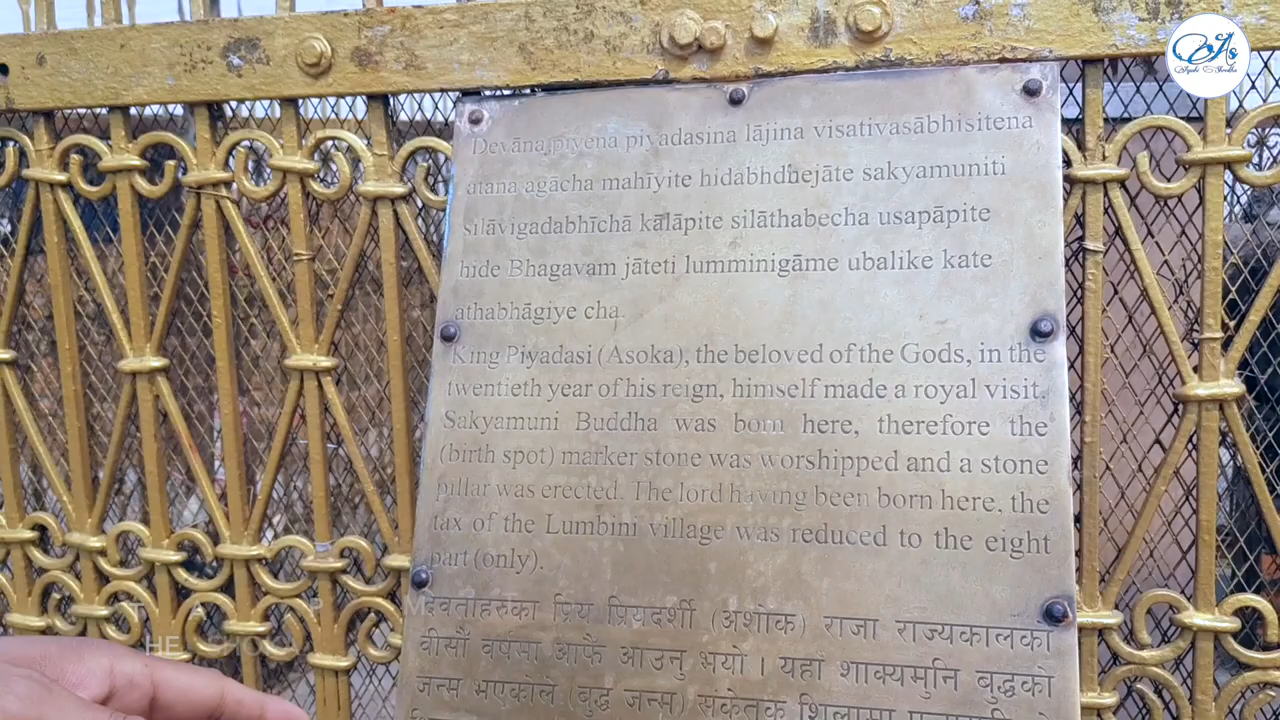 Devāna,piyena piyadasina lājina visativasābhisitena
atana agācha mahīyite hidabhdhejāte sakyamuniti
silāvigadabhīchā kālāpite silāthabecha usapāpite
hide Bhagavam jāteti lumminigāme ubalike kate
athabhāgiye cha.
King Piyadasi (Asoka), the beloved of the Gods, in the
twentieth year of his reign, himself made a royal visit.
Sakyamuni Buddha was born here, therefore the
(birth spot) marker stone was worshipped and a stone
pillar was erected. The lord having been born here, the
tax of the Lumbini village was reduced to the eight
part (only).
देवताहरुका प्रिय प्रियदर्शी (अशोक) राजा राज्यकालको
वीसौं वर्षमा आफैं आउनु भयो । यहाँ शाक्यमुनि बुद्धको
जन्म भएकोले (बुद्ध जन्म) संकेतक शिलामा
As